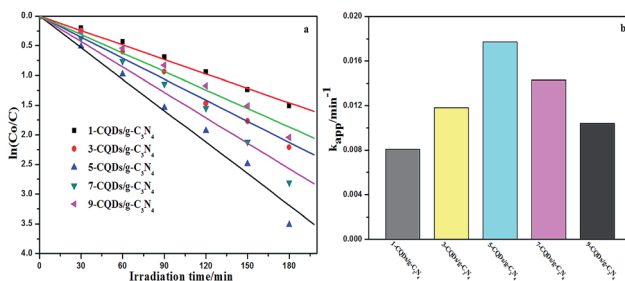 a
ln(Co/C)
0.0
0.5
1.0
1.5
2.0
2.5
3.0
3.5
4.0
1-CQDs/g-C3N4
3-CQDs/g-C3N4
5-CQDs/g-C3N4
7-CQDs/g-C3N4
9-CQDs/g-C3N4
0 30 60 90 120 150 180
Irradiation time/min
b
kapp/min-1
0.020
0.016
0.012
0.008
0.004
0.000
1-CQDs/g-C3N4
3-CQDs/g-C3N4
5-CQDs/g-C3N4
7-CQDs/g-C3N4
9-CQDs/g-C3N4